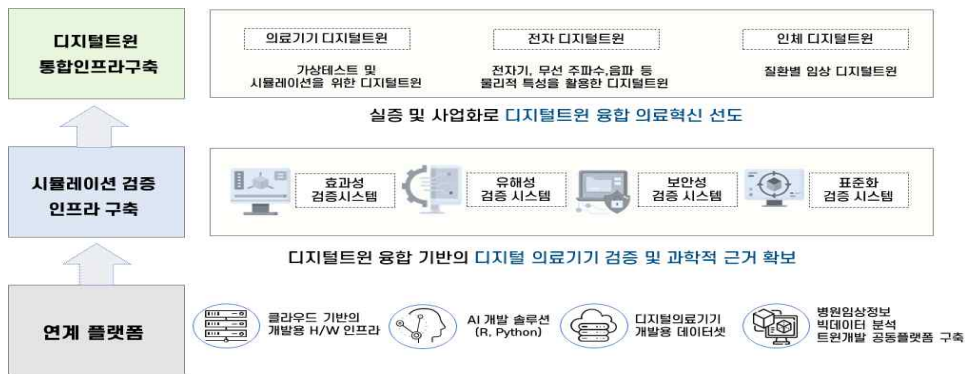 디지털트윈
통합인프라구축
의료기기 디지털트윈
가상테스트 및
시뮬레이션을 위한 디지털트윈
전자 디지털트윈
전자기, 무선 주파수,음파 등
물리적 특성을 활용한 디지털트윈
인체 디지털트윈
질환별 임상 디지털트윈
실증 및 사업화로 디지털트윈 융합 의료혁신 선도
시뮬레이션 검증
인프라 구축
효과성
검증시스템
유해성
검증 시스템
보안성
검증 시스템
표준화
검증 시스템
디지털트윈 융합 기반의 디지털 의료기기 검증 및 과학적 근거 확보
연계 플랫폼
클라우드 기반의
개발용 H/W 인프라
AI 개발 솔루션
(R, Python)
디지털의료기기
개발용 데이터셋
병원임상정보
빅데이터 분석
트윈개발 공동플랫폼 구축